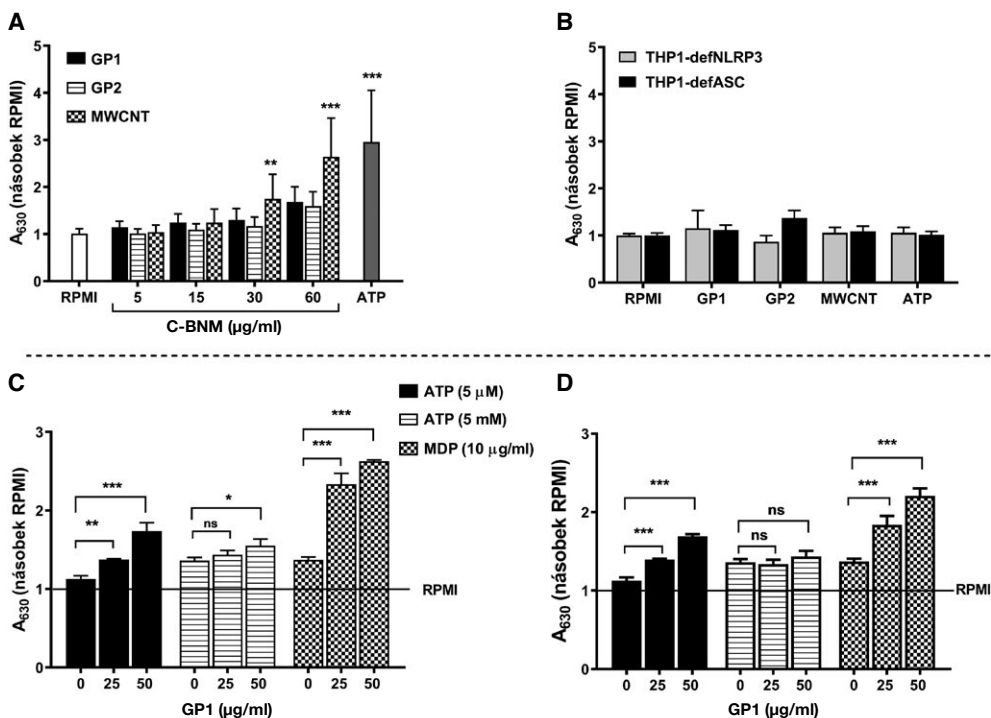 A
GP1
GP2
MWCNT
A630 (násobek RPMI)
5
4
3
2
1
0
**
***
***
RPMI
5
15
30
60
ATP
C-BNM (µg/ml)
B
THP1-defNLRP3
THP1-defASC
A630 (násobek RPMI)
5
4
3
2
1
0
RPMI
GP1
GP2
MWCNT
ATP
C
ATP (5 µM)
ATP (5 mM)
MDP (10 µg/ml)
A630 (násobek RPMI)
3
2
1
0
***
**
*
ns
***
***
RPMI
0 25 50 0 25 50 0 25 50
GP1 (µg/ml)
D
A630 (násobek RPMI)
3
2
1
0
***
***
ns
ns
***
***
RPMI
0 25 50 0 25 50 0 25 50
GP1 (µg/ml)